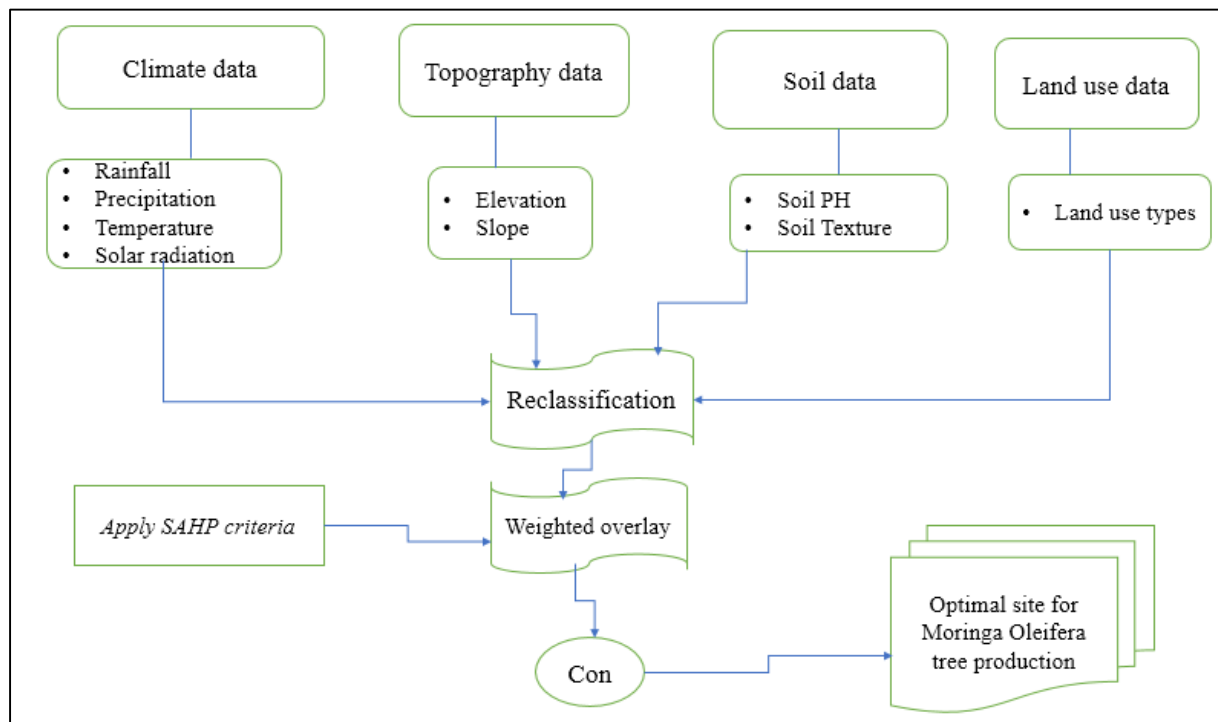 Climate data
Topography data
Soil data
Land use data
• Rainfall
• Precipitation
• Temperature
• Solar radiation
• Elevation
• Slope
• Soil PH
• Soil Texture
• Land use types
Reclassification
Apply SAHP criteria
Weighted overlay
Con
Optimal site for
Moringa Oleifera
tree production